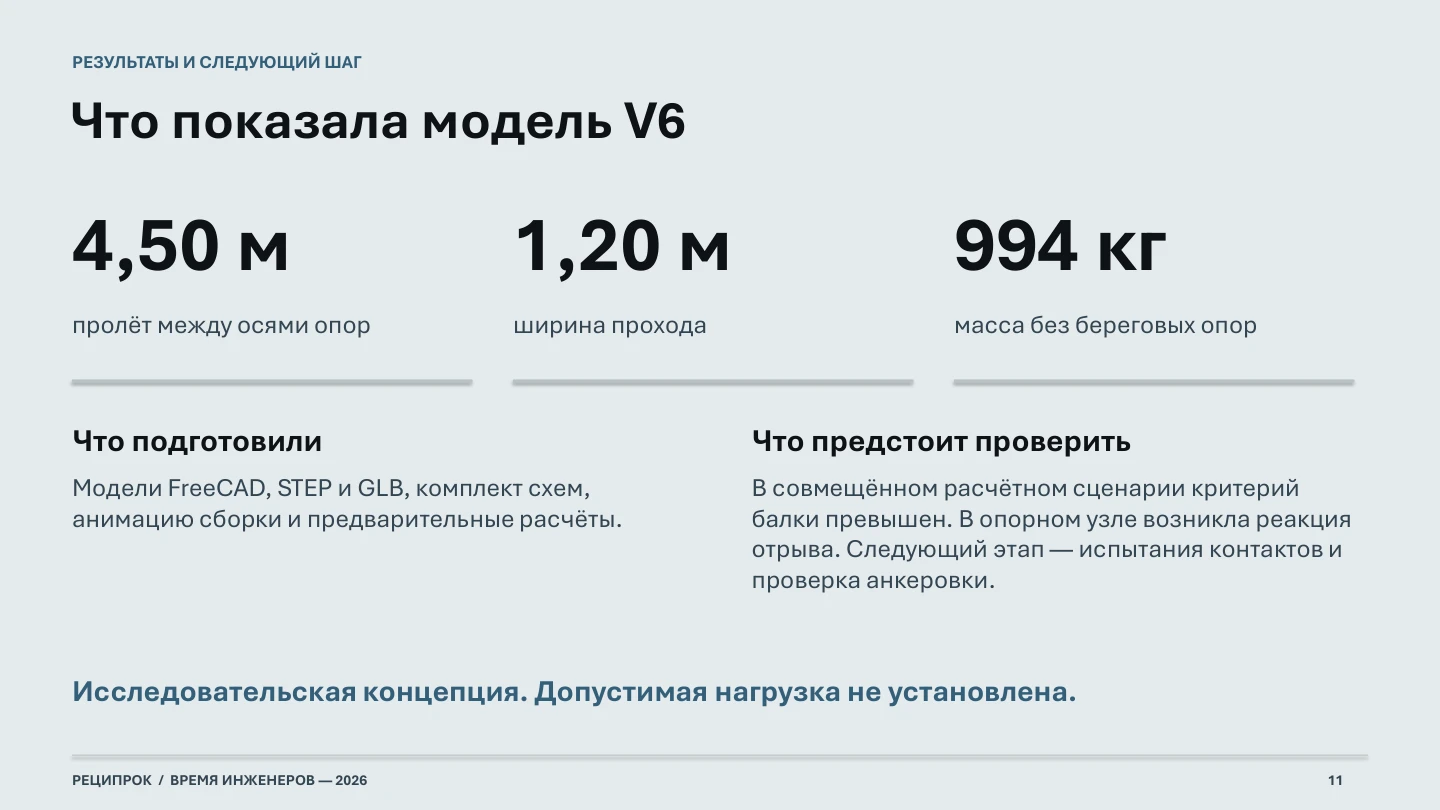 РЕЗУЛЬТАТЫ И СЛЕДУЮЩИЙ ШАГ
Что показала модель V6
4,50 м
1,20 м
994 кг
пролёт между осями опор
ширина прохода
масса без береговых опор
Что подготовили
Модели FreeCAD, STEP и GLB, комплект схем,
анимацию сборки и предварительные расчёты.
Что предстоит проверить
В совмещённом расчётном сценарии критерий
балки превышен. В опорном узле возникла реакция
отрыва. Следующий этап — испытания контактов и
проверка анкеровки.
Исследовательская концепция. Допустимая нагрузка не установлена.
РЕЦИПРОК / ВРЕМЯ ИНЖЕНЕРОВ — 2026
11